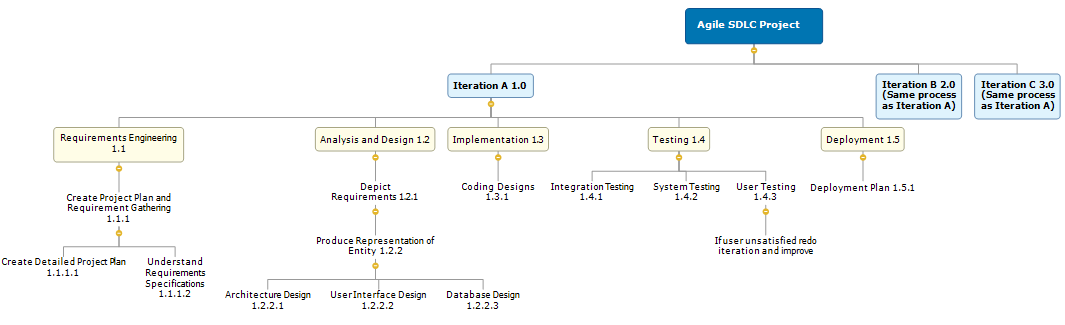 Agile SDLC Project
Iteration A 1.0
Iteration B 2.0
(Same process
as Iteration A)
Iteration C 3.0
(Same process
as Iteration A)
Requirements Engineering
1.1
Analysis and Design 1.2
Implementation 1.3
Testing 1.4
Deployment 1.5
Create Project Plan and
Requirement Gathering
1.1.1
Depict
Requirements 1.2.1
Coding Designs
1.3.1
Integration Testing
1.4.1
System Testing
1.4.2
User Testing
1.4.3
Deployment Plan 1.5.1
Produce Representation of
Entity 1.2.2
If user unsatisfied redo
iteration and improve
Create Detailed Project Plan
1.1.1.1
Understand
Requirements
Specifications
1.1.1.2
Architecture Design
1.2.2.1
User Interface Design
1.2.2.2
Database Design
1.2.2.3